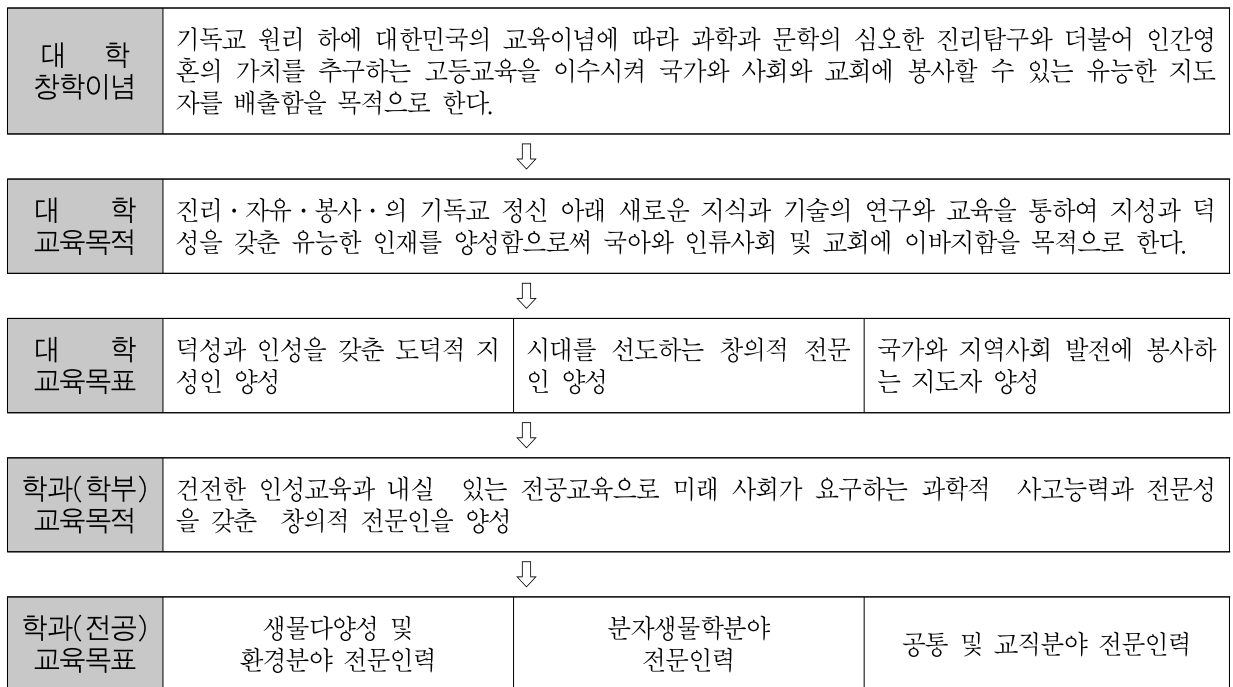 대 학
창학이념
기독교 원리 하에 대한민국의 교육이념에 따라 과학과 문학의 심오한 진리탐구와 더불어 인간영
혼의 가치를 추구하는 고등교육을 이수시켜 국가와 사회와 교회에 봉사할 수 있는 유능한 지도
자를 배출함을 목적으로 한다.
⇩
대 학
교육목적
진리·자유·봉사·의 기독교 정신 아래 새로운 지식과 기술의 연구와 교육을 통하여 지성과 덕
성을 갖춘 유능한 인재를 양성함으로써 국아와 인류사회 및 교회에 이바지함을 목적으로 한다.
⇩
대 학
교육목표
덕성과 인성을 갖춘 도덕적 지
성인 양성
시대를 선도하는 창의적 전문
인 양성
국가와 지역사회 발전에 봉사하
는 지도자 양성
⇩
학과(학부)
교육목적
건전한 인성교육과 내실 있는 전공교육으로 미래 사회가 요구하는 과학적 사고능력과 전문성
을 갖춘 창의적 전문인을 양성
⇩
학과(전공)
교육목표
생물다양성 및
환경분야 전문인력
분자생물학분야
전문인력
공통 및 교직분야 전문인력